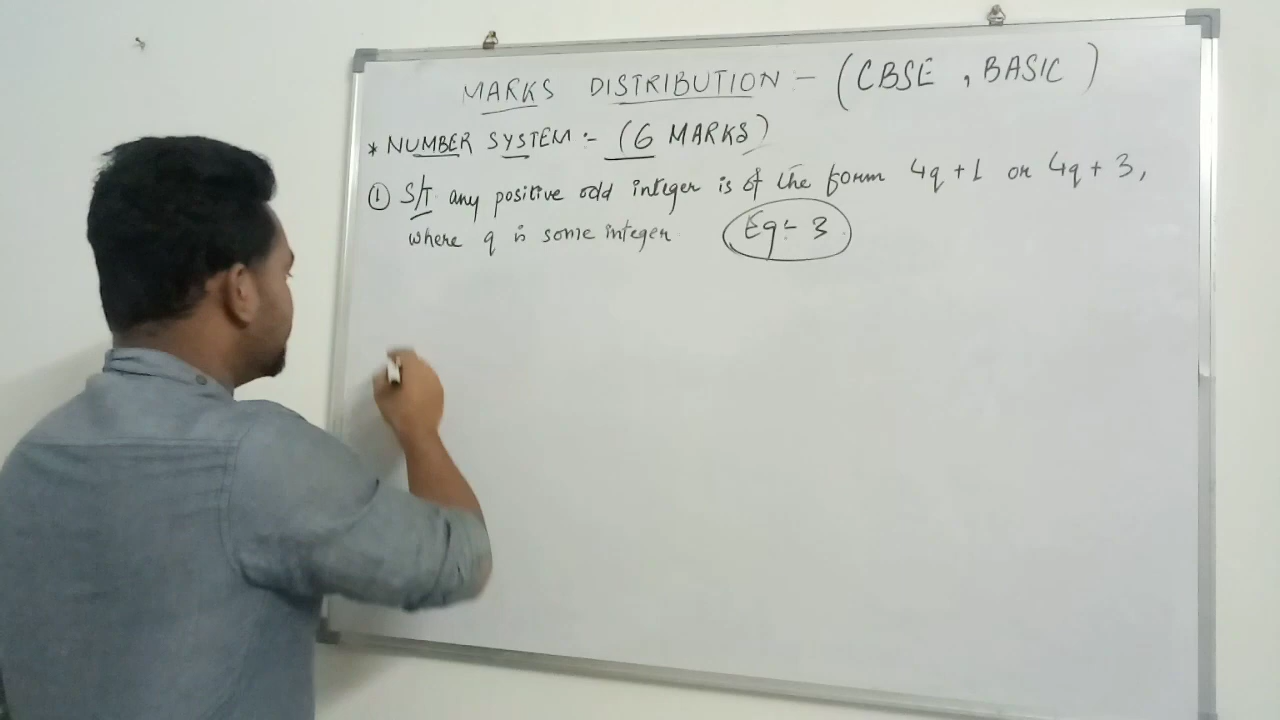 MARKS DISTRIBUTION :- (CBSE, BASIC)
* NUMBER SYSTEM :- (6 MARKS)
① S/T any positive odd integer is of the form 4q + 1 or 4q + 3,
where q is some integer. Eg:- 3